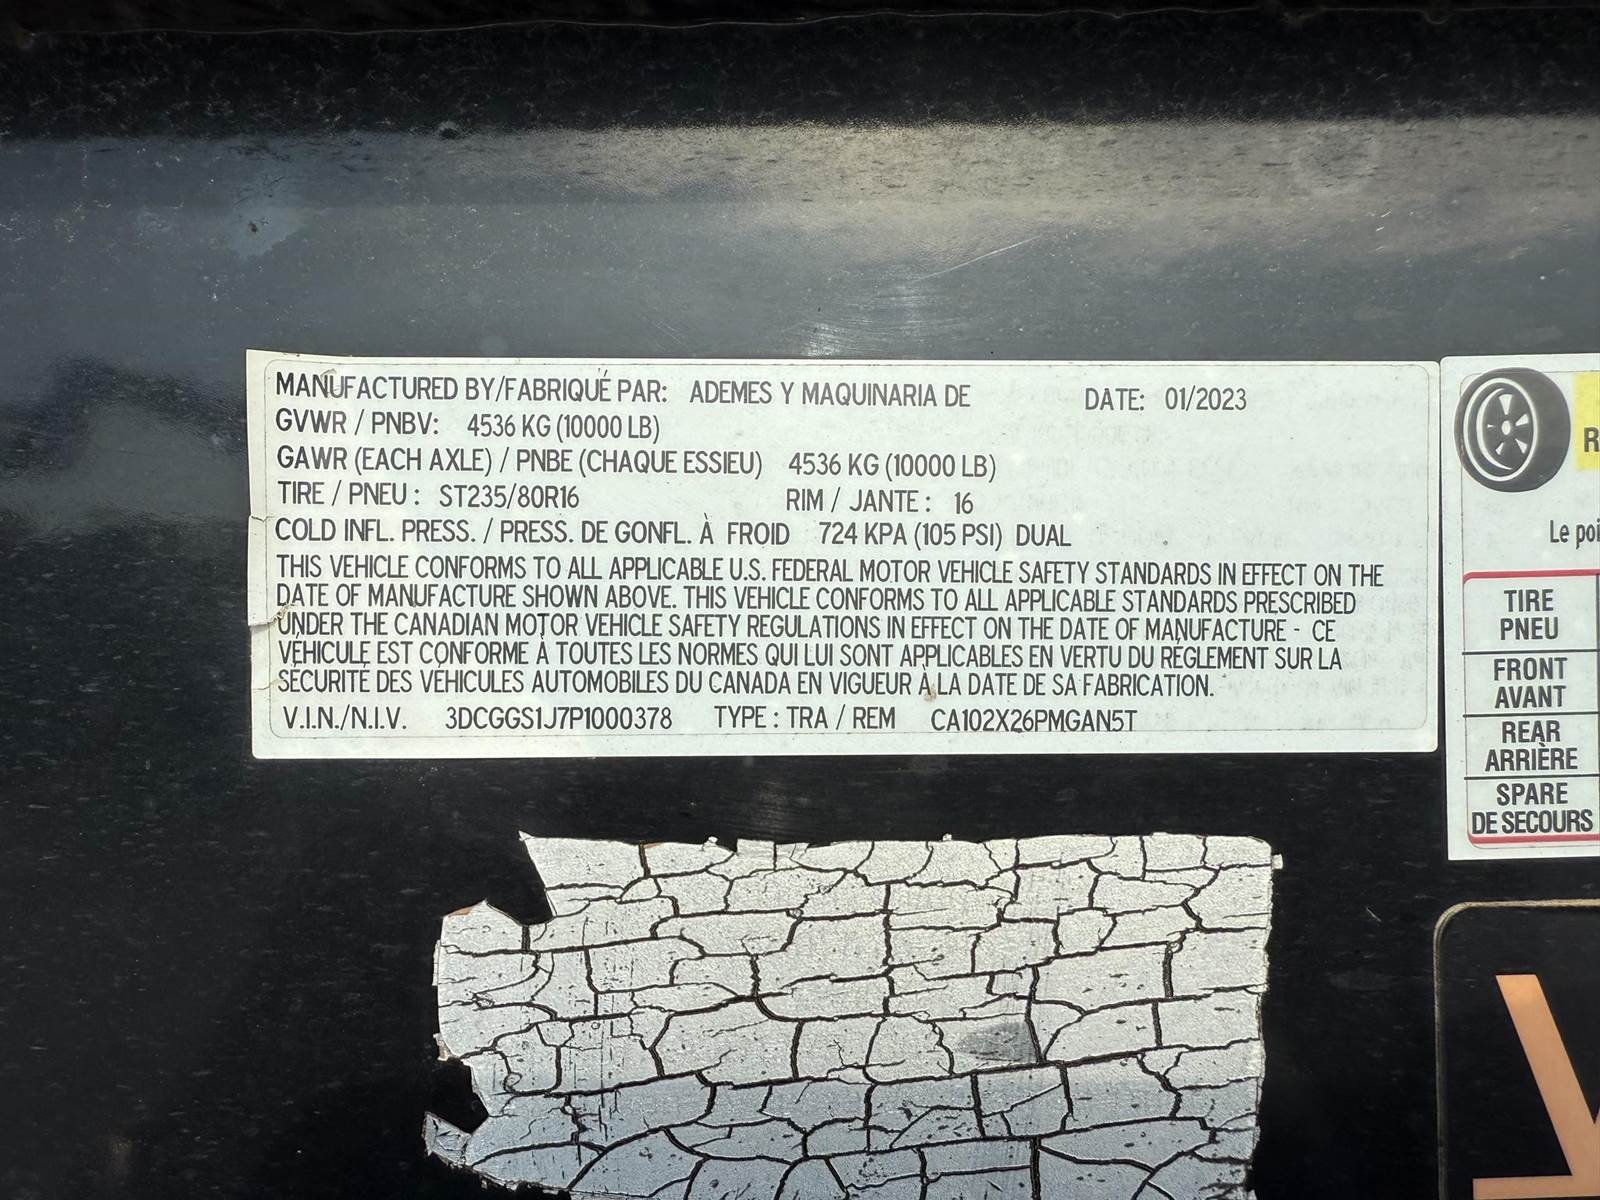 MANUFACTURED BY/FABRIQUÉ PAR: ADEMES Y MAQUINARIA DE DATE: 01/2023
GVWR / PNBV: 4536 KG (10000 LB)
GAWR (EACH AXLE) / PNBE (CHAQUE ESSIEU) 4536 KG (10000 LB)
TIRE / PNEU : ST235/80R16 RIM / JANTE : 16
COLD INFL. PRESS. / PRESS. DE GONFL. À FROID 724 KPA (105 PSI) DUAL
THIS VEHICLE CONFORMS TO ALL APPLICABLE U.S. FEDERAL MOTOR VEHICLE SAFETY STANDARDS IN EFFECT ON THE
DATE OF MANUFACTURE SHOWN ABOVE. THIS VEHICLE CONFORMS TO ALL APPLICABLE STANDARDS PRESCRIBED
UNDER THE CANADIAN MOTOR VEHICLE SAFETY REGULATIONS IN EFFECT ON THE DATE OF MANUFACTURE - CE
VÉHICULE EST CONFORME À TOUTES LES NORMES QUI LUI SONT APPLICABLES EN VERTU DU RÈGLEMENT SUR LA
SÉCURITÉ DES VÉHICULES AUTOMOBILES DU CANADA EN VIGUEUR À LA DATE DE SA FABRICATION.
V.I.N./N.I.V. 3DCGGS1J7P1000378 TYPE : TRA / REM CA102X26PMGAN5T
R
Le poi
TIRE
PNEU
FRONT
AVANT
REAR
ARRIÈRE
SPARE
DE SECOURS